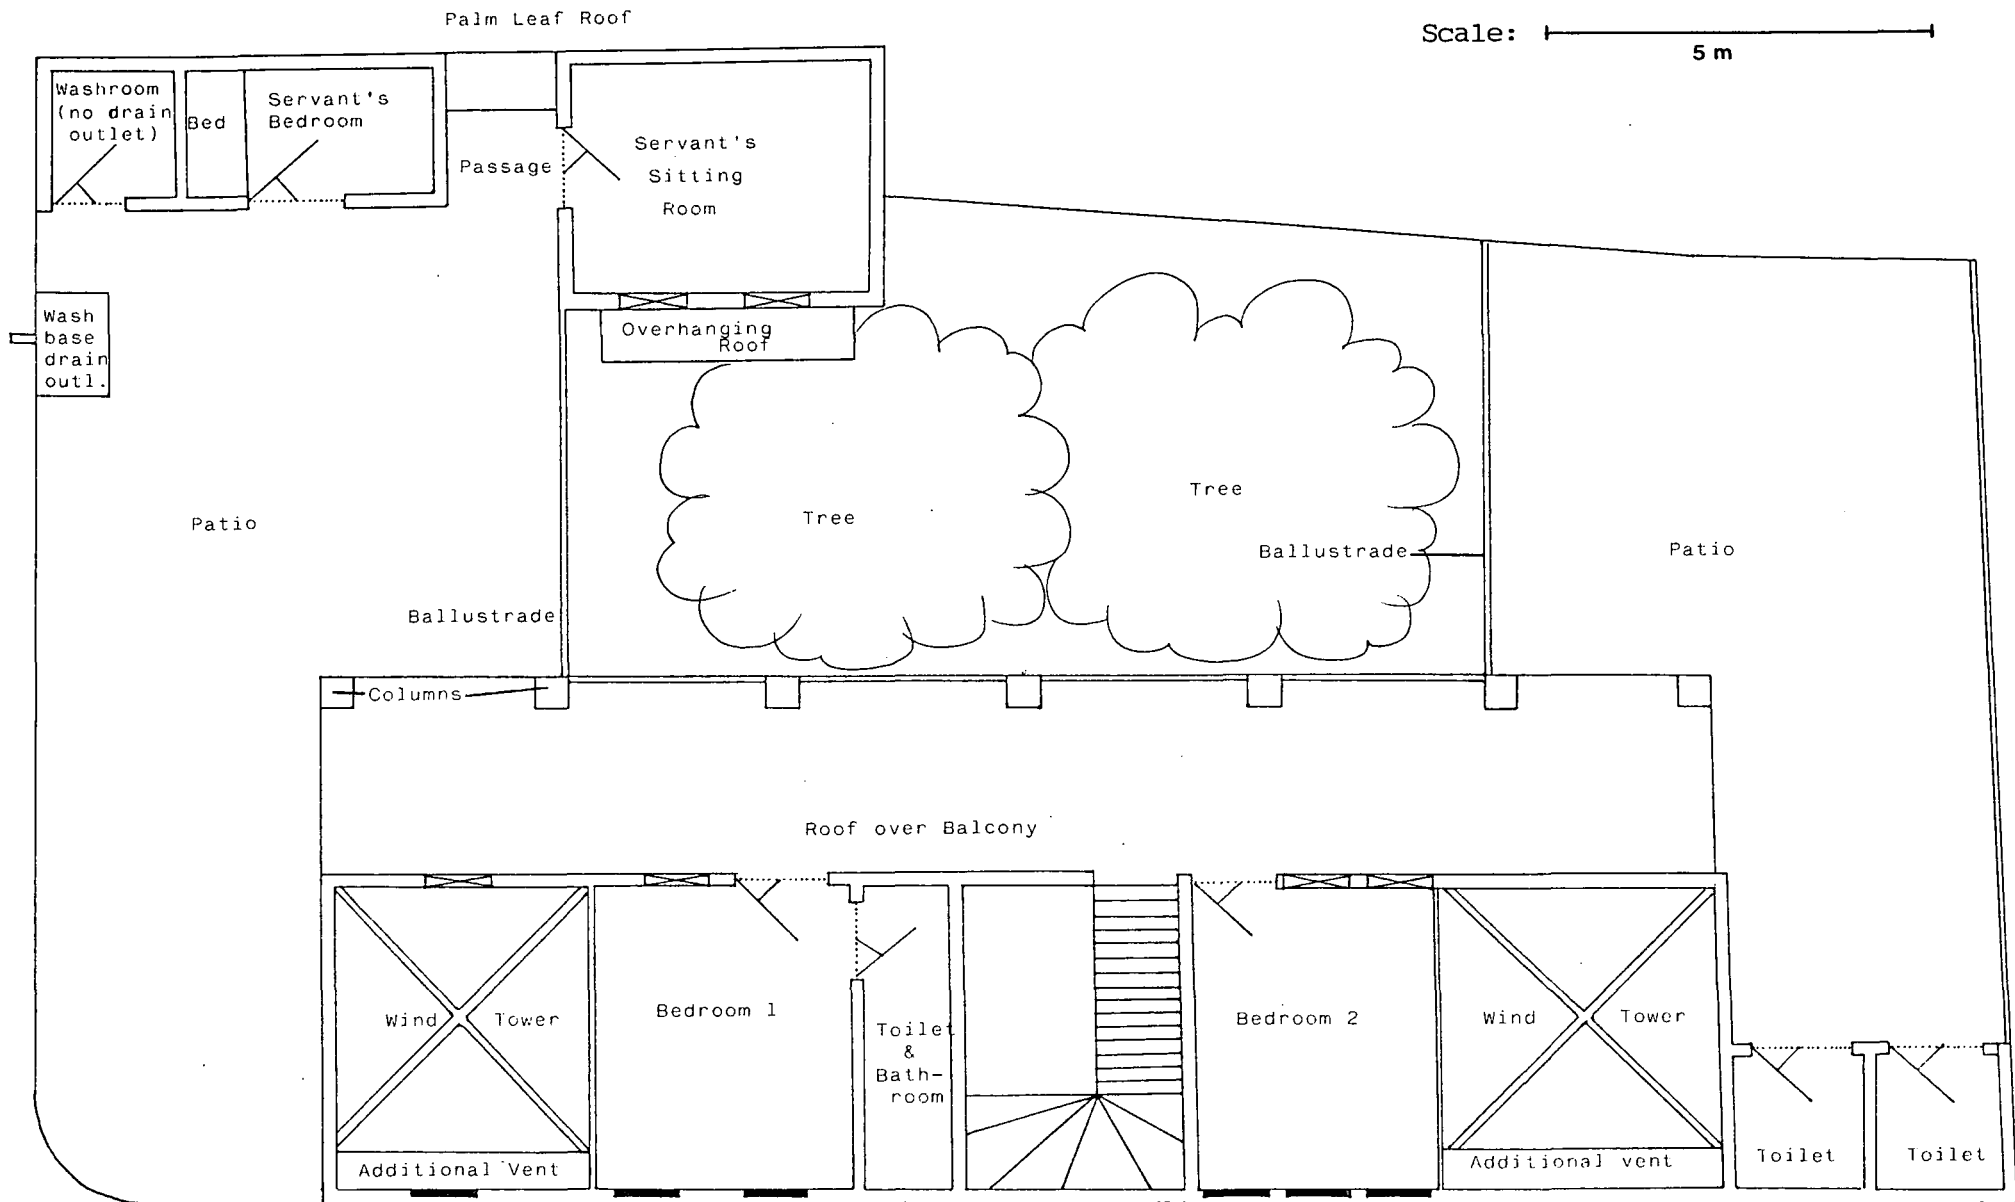 Palm Leaf Roof
Scale:
5 m
Washroom
(no drain
outlet)
Bed
Servant's
Bedroom
Passage
Servant's
Sitting
Room
Wash
base
drain
outl.
Overhanging
Roof
Tree
Tree
Patio
Ballustrade
Patio
Ballustrade
Columns
Roof over Balcony
Wind Tower
Bedroom 1
Toilet
&
Bath-
room
Bedroom 2
Wind Tower
Additional Vent
Additional vent
Toilet
Toilet